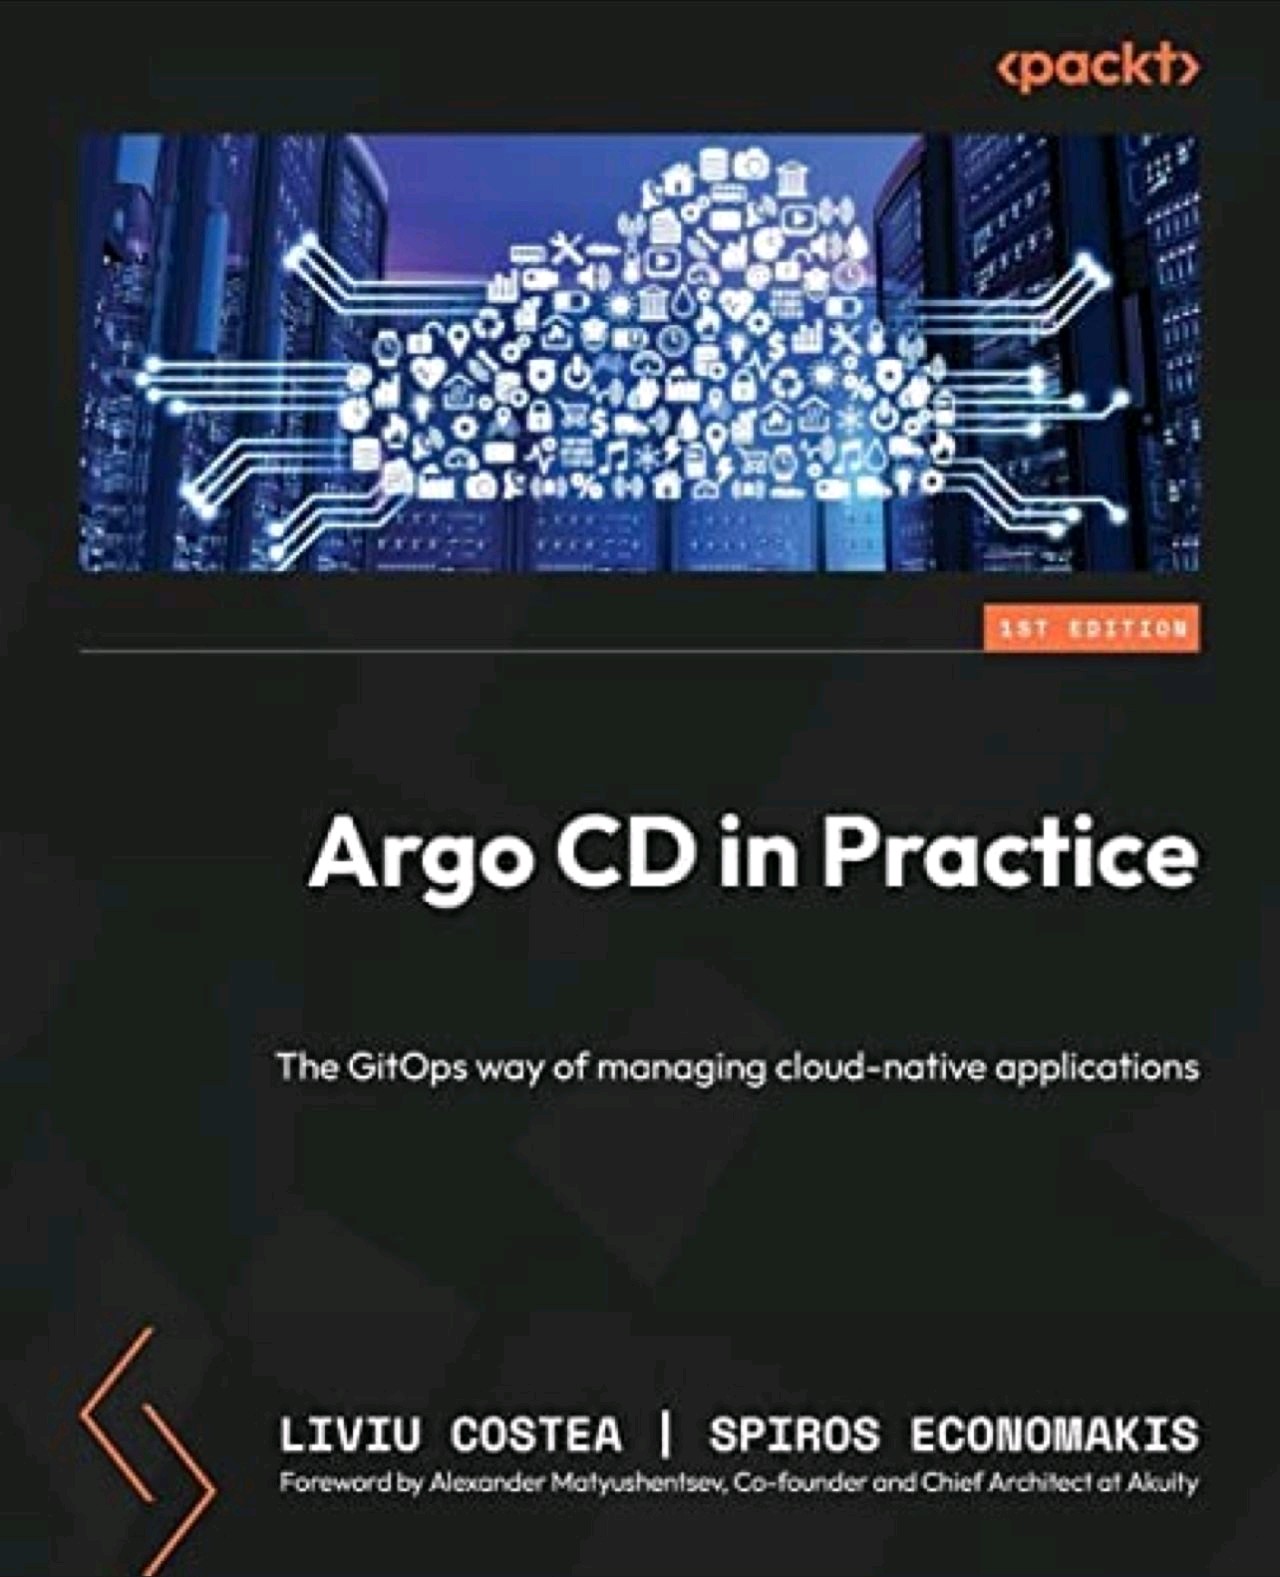 <packt>
1ST EDITION
Argo CD in Practice
The GitOps way of managing cloud-native applications
LIVIU COSTEA | SPIROS ECONOMAKIS
Foreword by Alexander Matyushentsev, Co-founder and Chief Architect at Akuity